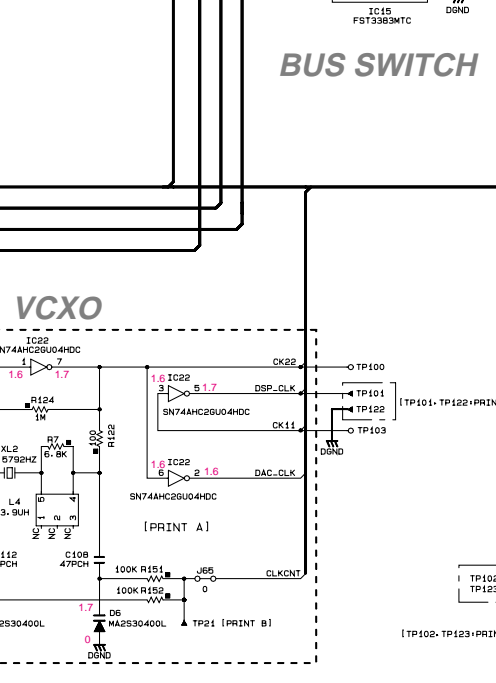 IC15
FST3383MTC
DGND
BUS SWITCH
VCXO
IC22
SN74AHC2GU04HDC
1 7
1.6 1.7
CK22
TP100
1.6 IC22
3 5 1.7
DSP_CLK
TP101
SN74AHC2GU04HDC
TP122
[TP101, TP122:PRIN
R124
1M
CK11
TP103
DGND
R7
6.8K
100
R122
XL2
5792HZ
1.6 IC22
6 2 1.6
DAC_CLK
SN74AHC2GU04HDC
L4
3.9UH
5 4
1 2 3
NC NC NC
[PRINT A]
112
PCH
C108
47PCH
100K R151
J65
0
CLKCNT
100K R152
TP102
TP123
1.7
D6
MA2S30400L
2S30400L
TP21 [PRINT B]
0
DGND
[TP102, TP123:PRIN